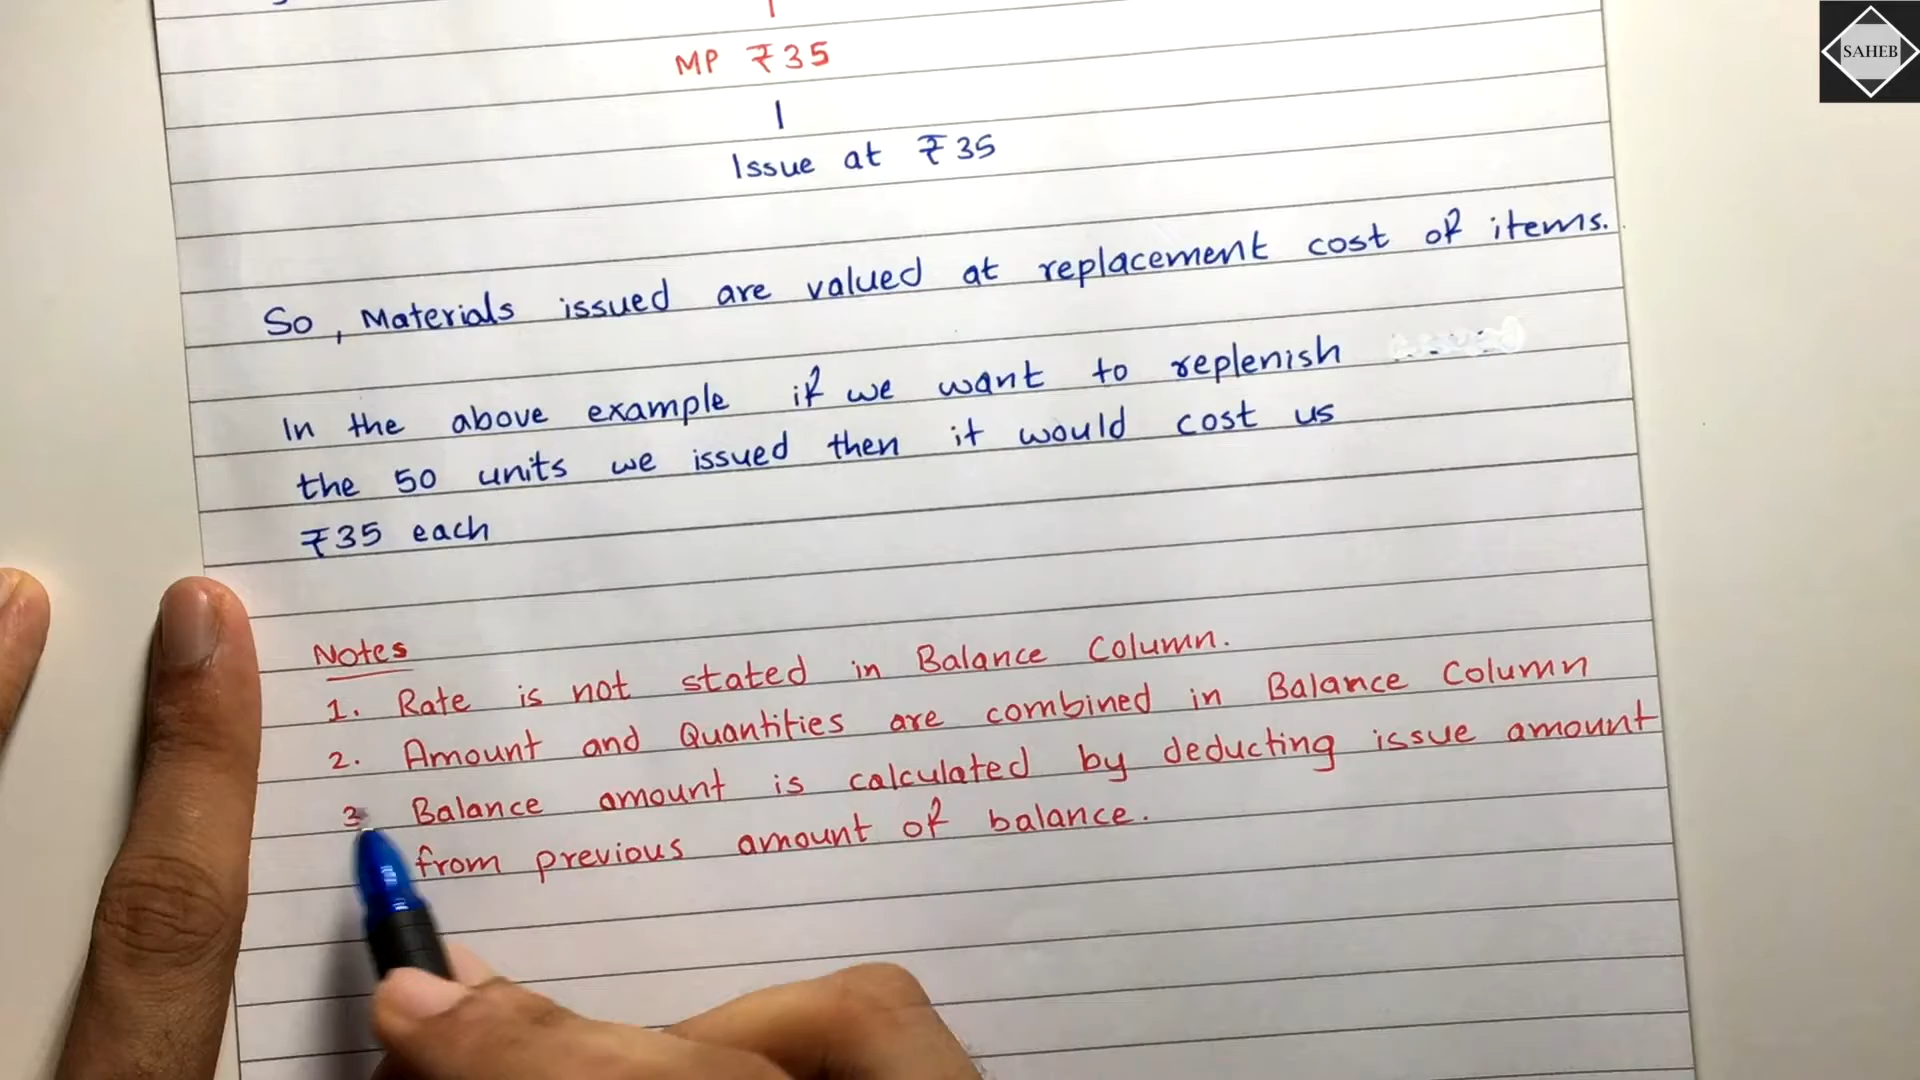 SAHEB
MP ₹35
Issue at ₹35
So, Materials issued are valued at replacement cost of items.
In the above example if we want to replenish
the 50 units we issued then it would cost us
₹35 each
Notes
1. Rate is not stated in Balance Column.
2. Amount and Quantities are combined in Balance Column
3 Balance amount is calculated by deducting issue amount
from previous amount of balance.